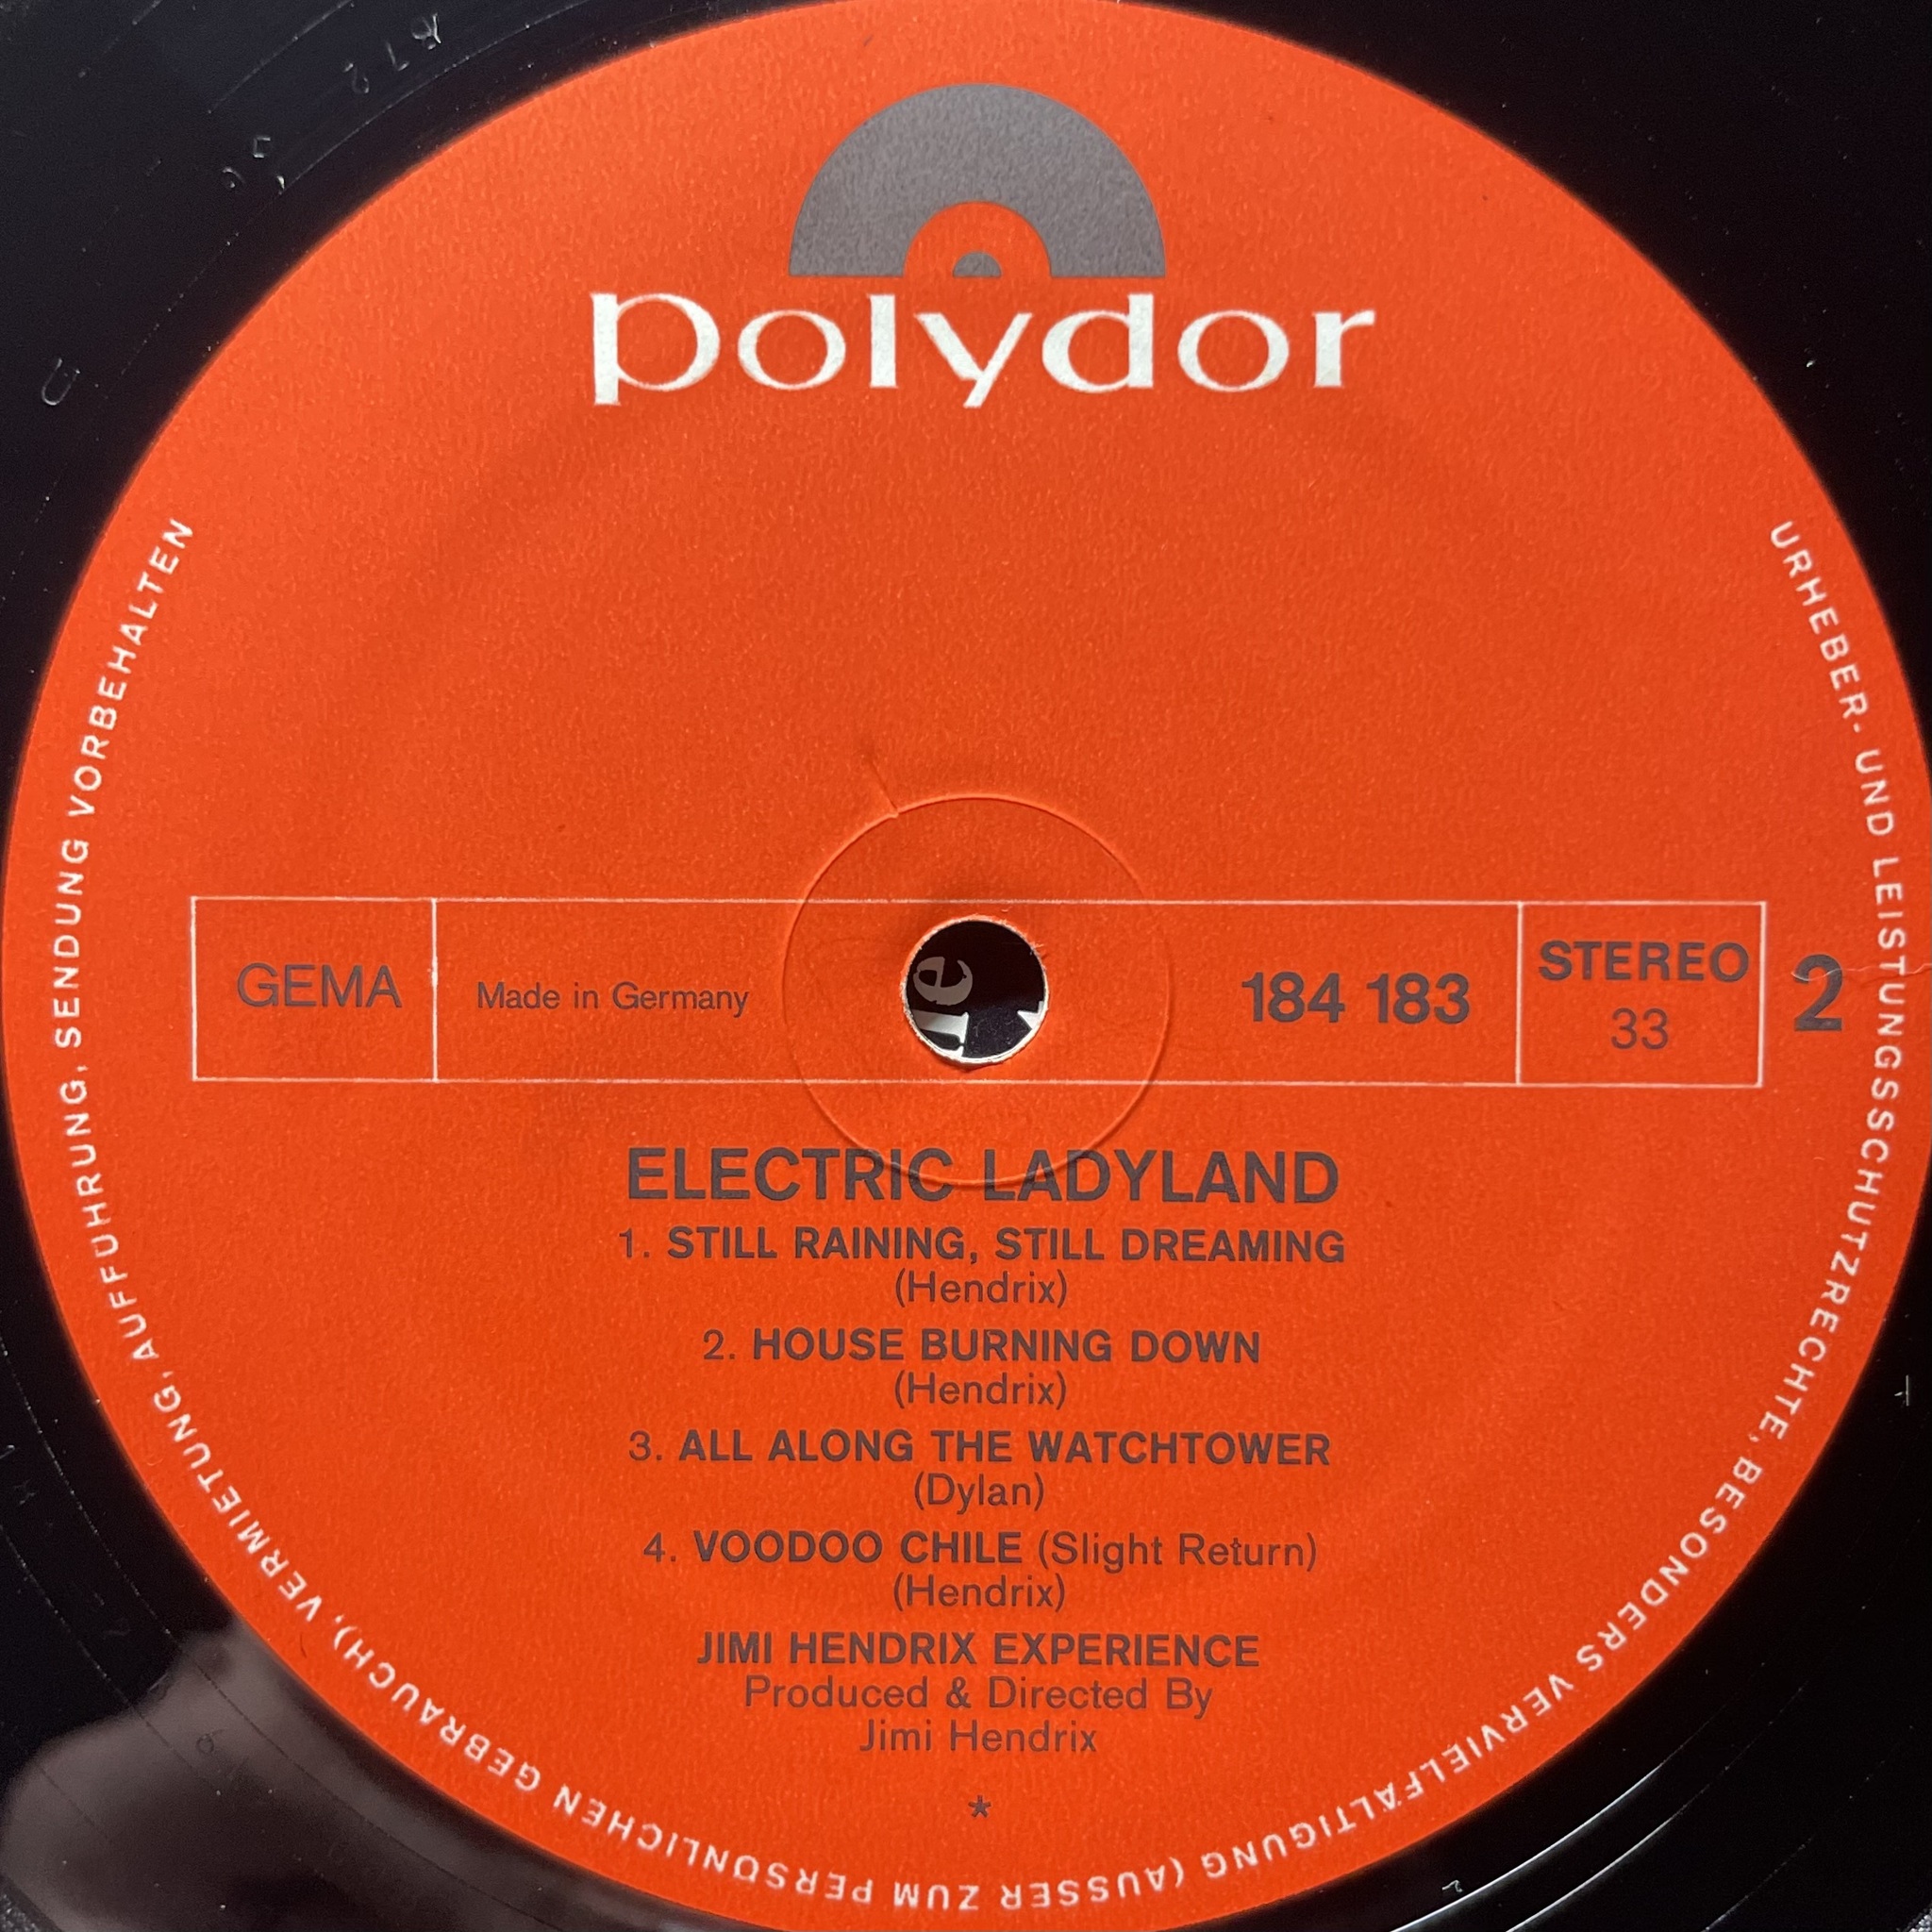 polydor
URHEBER- UND LEISTUNGSSCHUTZRECHTE, BESONDERS VERVIELFÄLTIGUNG (AUSSER ZUM PERSÖNLICHEN GEBRAUCH), VERMIETUNG, AUFFÜHRUNG, SENDUNG VORBEHALTEN
GEMA
Made in Germany
184 183
STEREO
33
2
ELECTRIC LADYLAND
1. STILL RAINING, STILL DREAMING
(Hendrix)
2. HOUSE BURNING DOWN
(Hendrix)
3. ALL ALONG THE WATCHTOWER
(Dylan)
4. VOODOO CHILE (Slight Return)
(Hendrix)
JIMI HENDRIX EXPERIENCE
Produced & Directed By
Jimi Hendrix
*